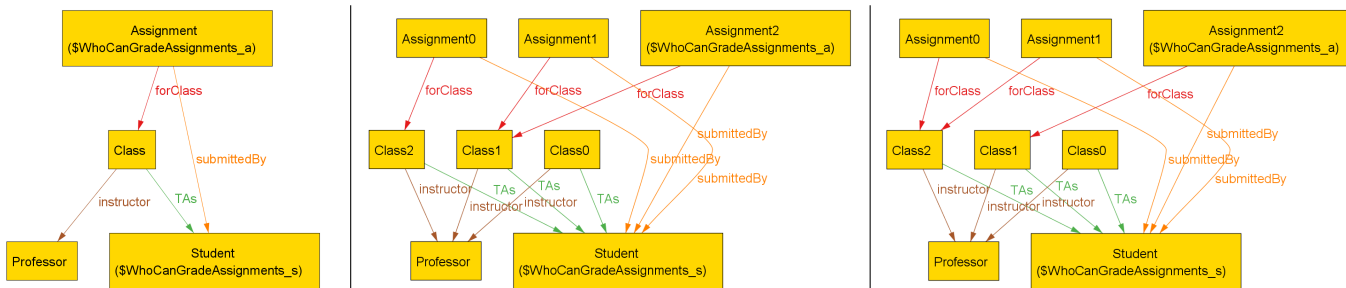 Assignment
($WhoCanGradeAssignments_a)
forClass
Class
submittedBy
instructor
TAs
Professor
Student
($WhoCanGradeAssignments_s)
Assignment0
Assignment1
Assignment2
($WhoCanGradeAssignments_a)
forClass
forClass
forClass
submittedBy
Class2
Class1
Class0
submittedBy
submittedBy
instructor
TAs
TAs
TAs
instructor
instructor
Professor
Student
($WhoCanGradeAssignments_s)
Assignment0
Assignment1
Assignment2
($WhoCanGradeAssignments_a)
forClass
forClass
forClass
submittedBy
Class2
Class1
Class0
submittedBy
submittedBy
instructor
TAs
TAs
TAs
instructor
instructor
Professor
Student
($WhoCanGradeAssignments_s)